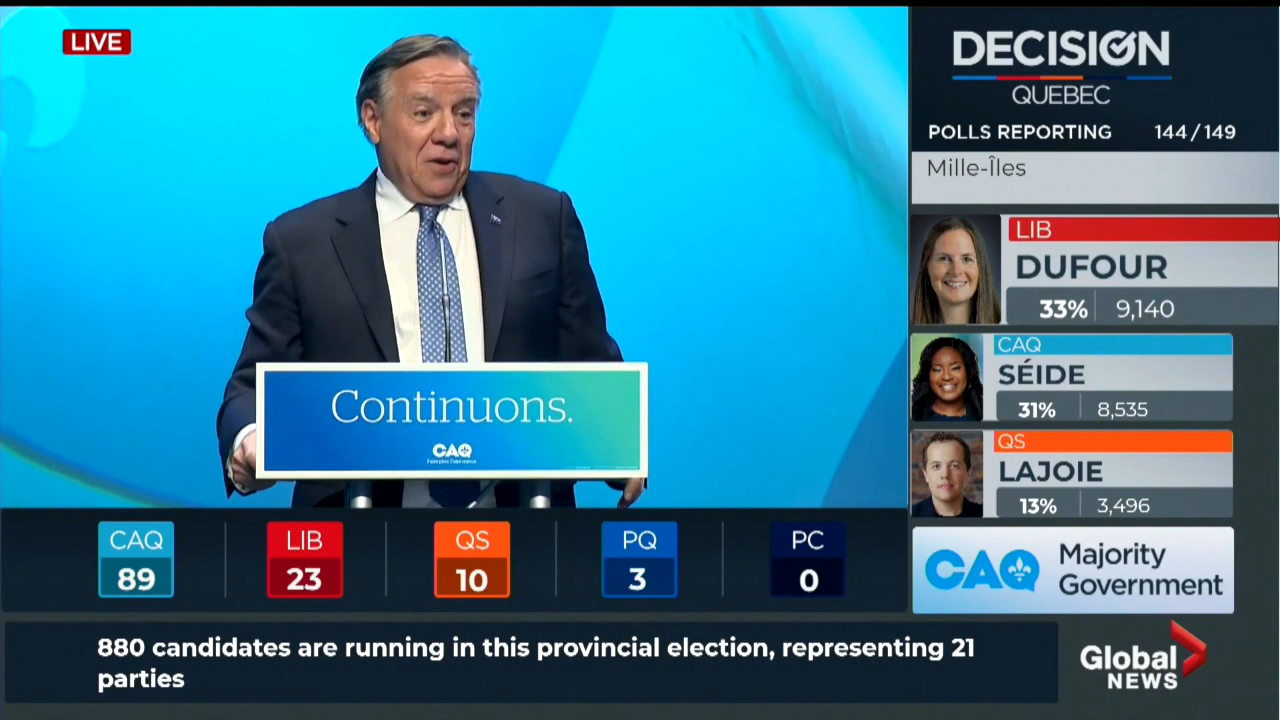 LIVE
DECISION
QUEBEC
POLLS REPORTING 144/149
Mille-Îles
LIB
DUFOUR
33% 9,140
CAQ
SÉIDE
31% 8,535
QS
LAJOIE
13% 3,496
Continuons.
CAQ
CAQ LIB QS PQ PC
89 23 10 3 0
CAQ Majority
Government
880 candidates are running in this provincial election, representing 21
parties
Global
NEWS